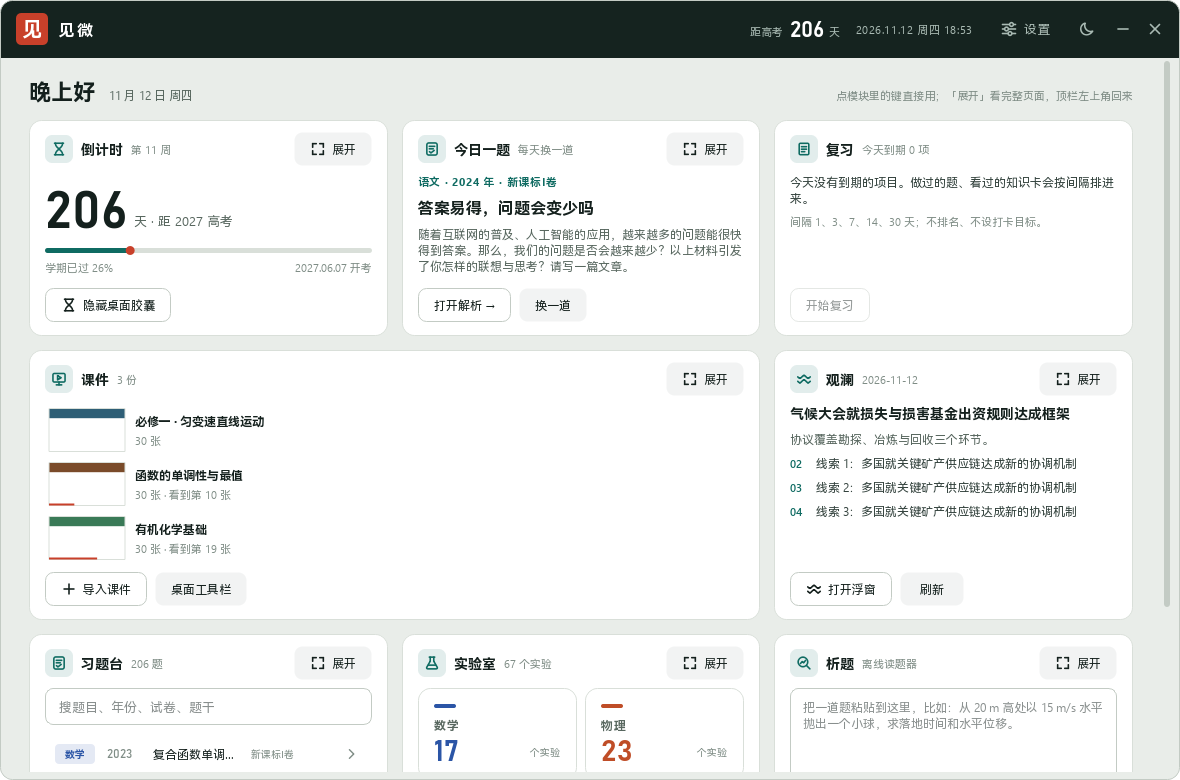 见 见微 距高考 206 天 2026.11.12 周四 18:53 设置
晚上好 11 月 12 日 周四 点模块里的键直接用；「展开」看完整页面，顶栏左上角回来
倒计时 第 11 周 展开
206 天 · 距 2027 高考
学期已过 26% 2027.06.07 开考
隐藏桌面胶囊
今日一题 每天换一道 展开
语文 · 2024 年 · 新课标Ⅰ卷
答案易得，问题会变少吗
随着互联网的普及、人工智能的应用，越来越多的问题能很快
得到答案。那么，我们的问题是否会越来越少？以上材料引发
了你怎样的联想与思考？请写一篇文章。
打开解析 → 换一道
复习 今天到期 0 项
今天没有到期的项目。做过的题、看过的知识卡会按间隔排进
来。
间隔 1、3、7、14、30 天；不排名、不设打卡目标。
开始复习
课件 3 份 展开
必修一 · 匀变速直线运动
30 张
函数的单调性与最值
30 张 · 看到第 10 张
有机化学基础
30 张 · 看到第 19 张
导入课件 桌面工具栏
观澜 2026-11-12 展开
气候大会就损失与损害基金出资规则达成框架
协议覆盖勘探、冶炼与回收三个环节。
02 线索 1：多国就关键矿产供应链达成新的协调机制
03 线索 2：多国就关键矿产供应链达成新的协调机制
04 线索 3：多国就关键矿产供应链达成新的协调机制
打开浮窗 刷新
习题台 206 题 展开
搜题目、年份、试卷、题干
数学 2023 复合函数单调... 新课标Ⅰ卷
实验室 67 个实验 展开
数学
17 个实验
物理
23 个实验
析题 离线读题器 展开
把一道题粘贴到这里，比如：从 20 m 高处以 15 m/s 水平
抛出一个小球，求落地时间和水平位移。